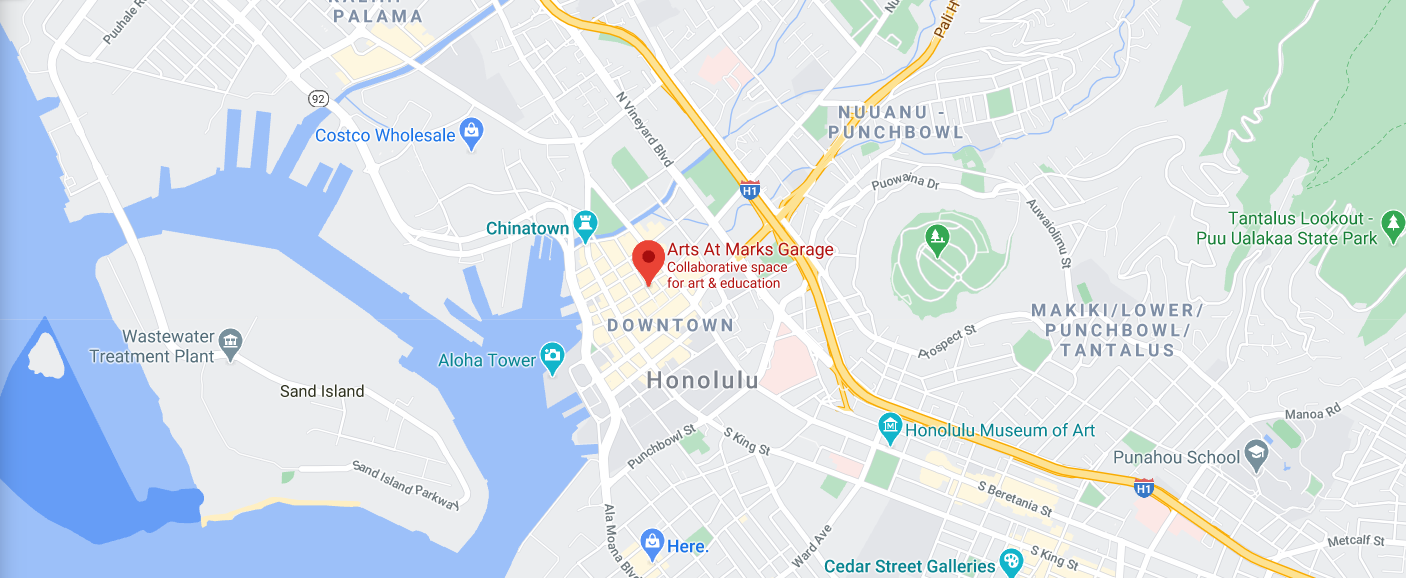 PALAMA
Puuhale R
92
Costco Wholesale
N Vineyard Blvd
Nu
Pali H
NUUANU -
PUNCHBOWL
H1
Puowaina Dr
Auwaiolimu St
Chinatown
Arts At Marks Garage
Collaborative space
for art & education
Tantalus Lookout -
Puu Ualakaa State Park
MAKIKI/LOWER/
PUNCHBOWL/
TANTALUS
DOWNTOWN
Wastewater
Treatment Plant
Aloha Tower
Prospect St
Sand Island
Honolulu
Manoa Rd
Honolulu Museum of Art
Punchbowl St
S King St
Punahou School
Sand Island Parkway
H1
S Beretania St
Ala Moana Blvd
Here.
Ward Ave
S King St
Metcalf St
Cedar Street Galleries